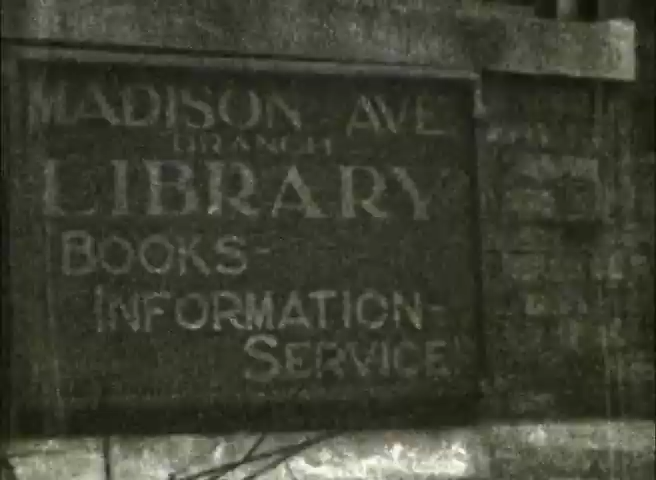 MADISON AVE.
BRANCH
LIBRARY
BOOKS-
INFORMATION-
SERVICE